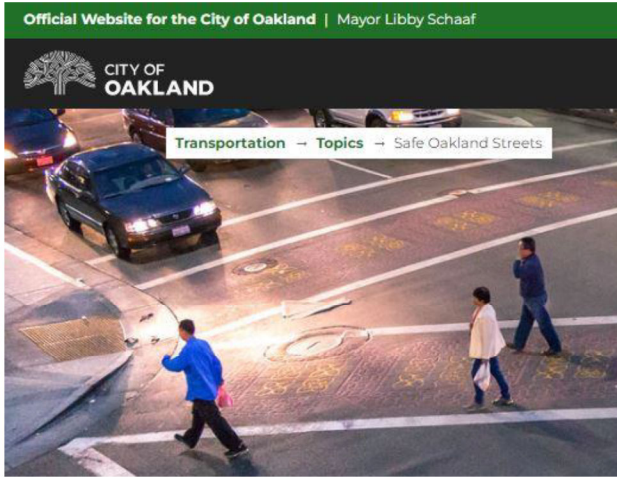 Official Website for the City of Oakland | Mayor Libby Schaaf
CITY OF
OAKLAND
Transportation → Topics → Safe Oakland Streets